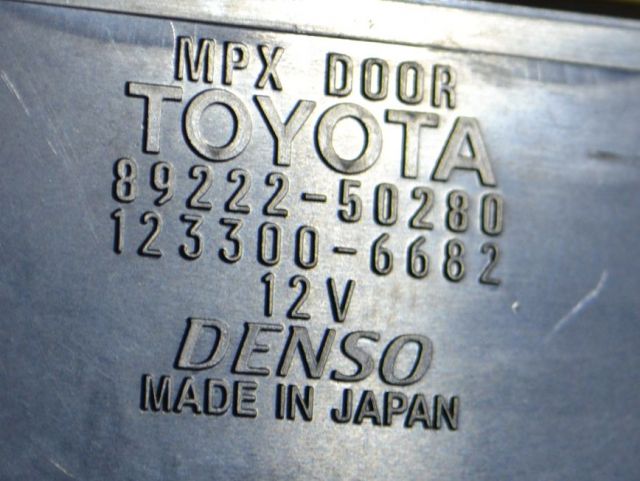 MPX DOOR
TOYOTA
89222-50280
123300-6682
12V
DENSO
MADE IN JAPAN